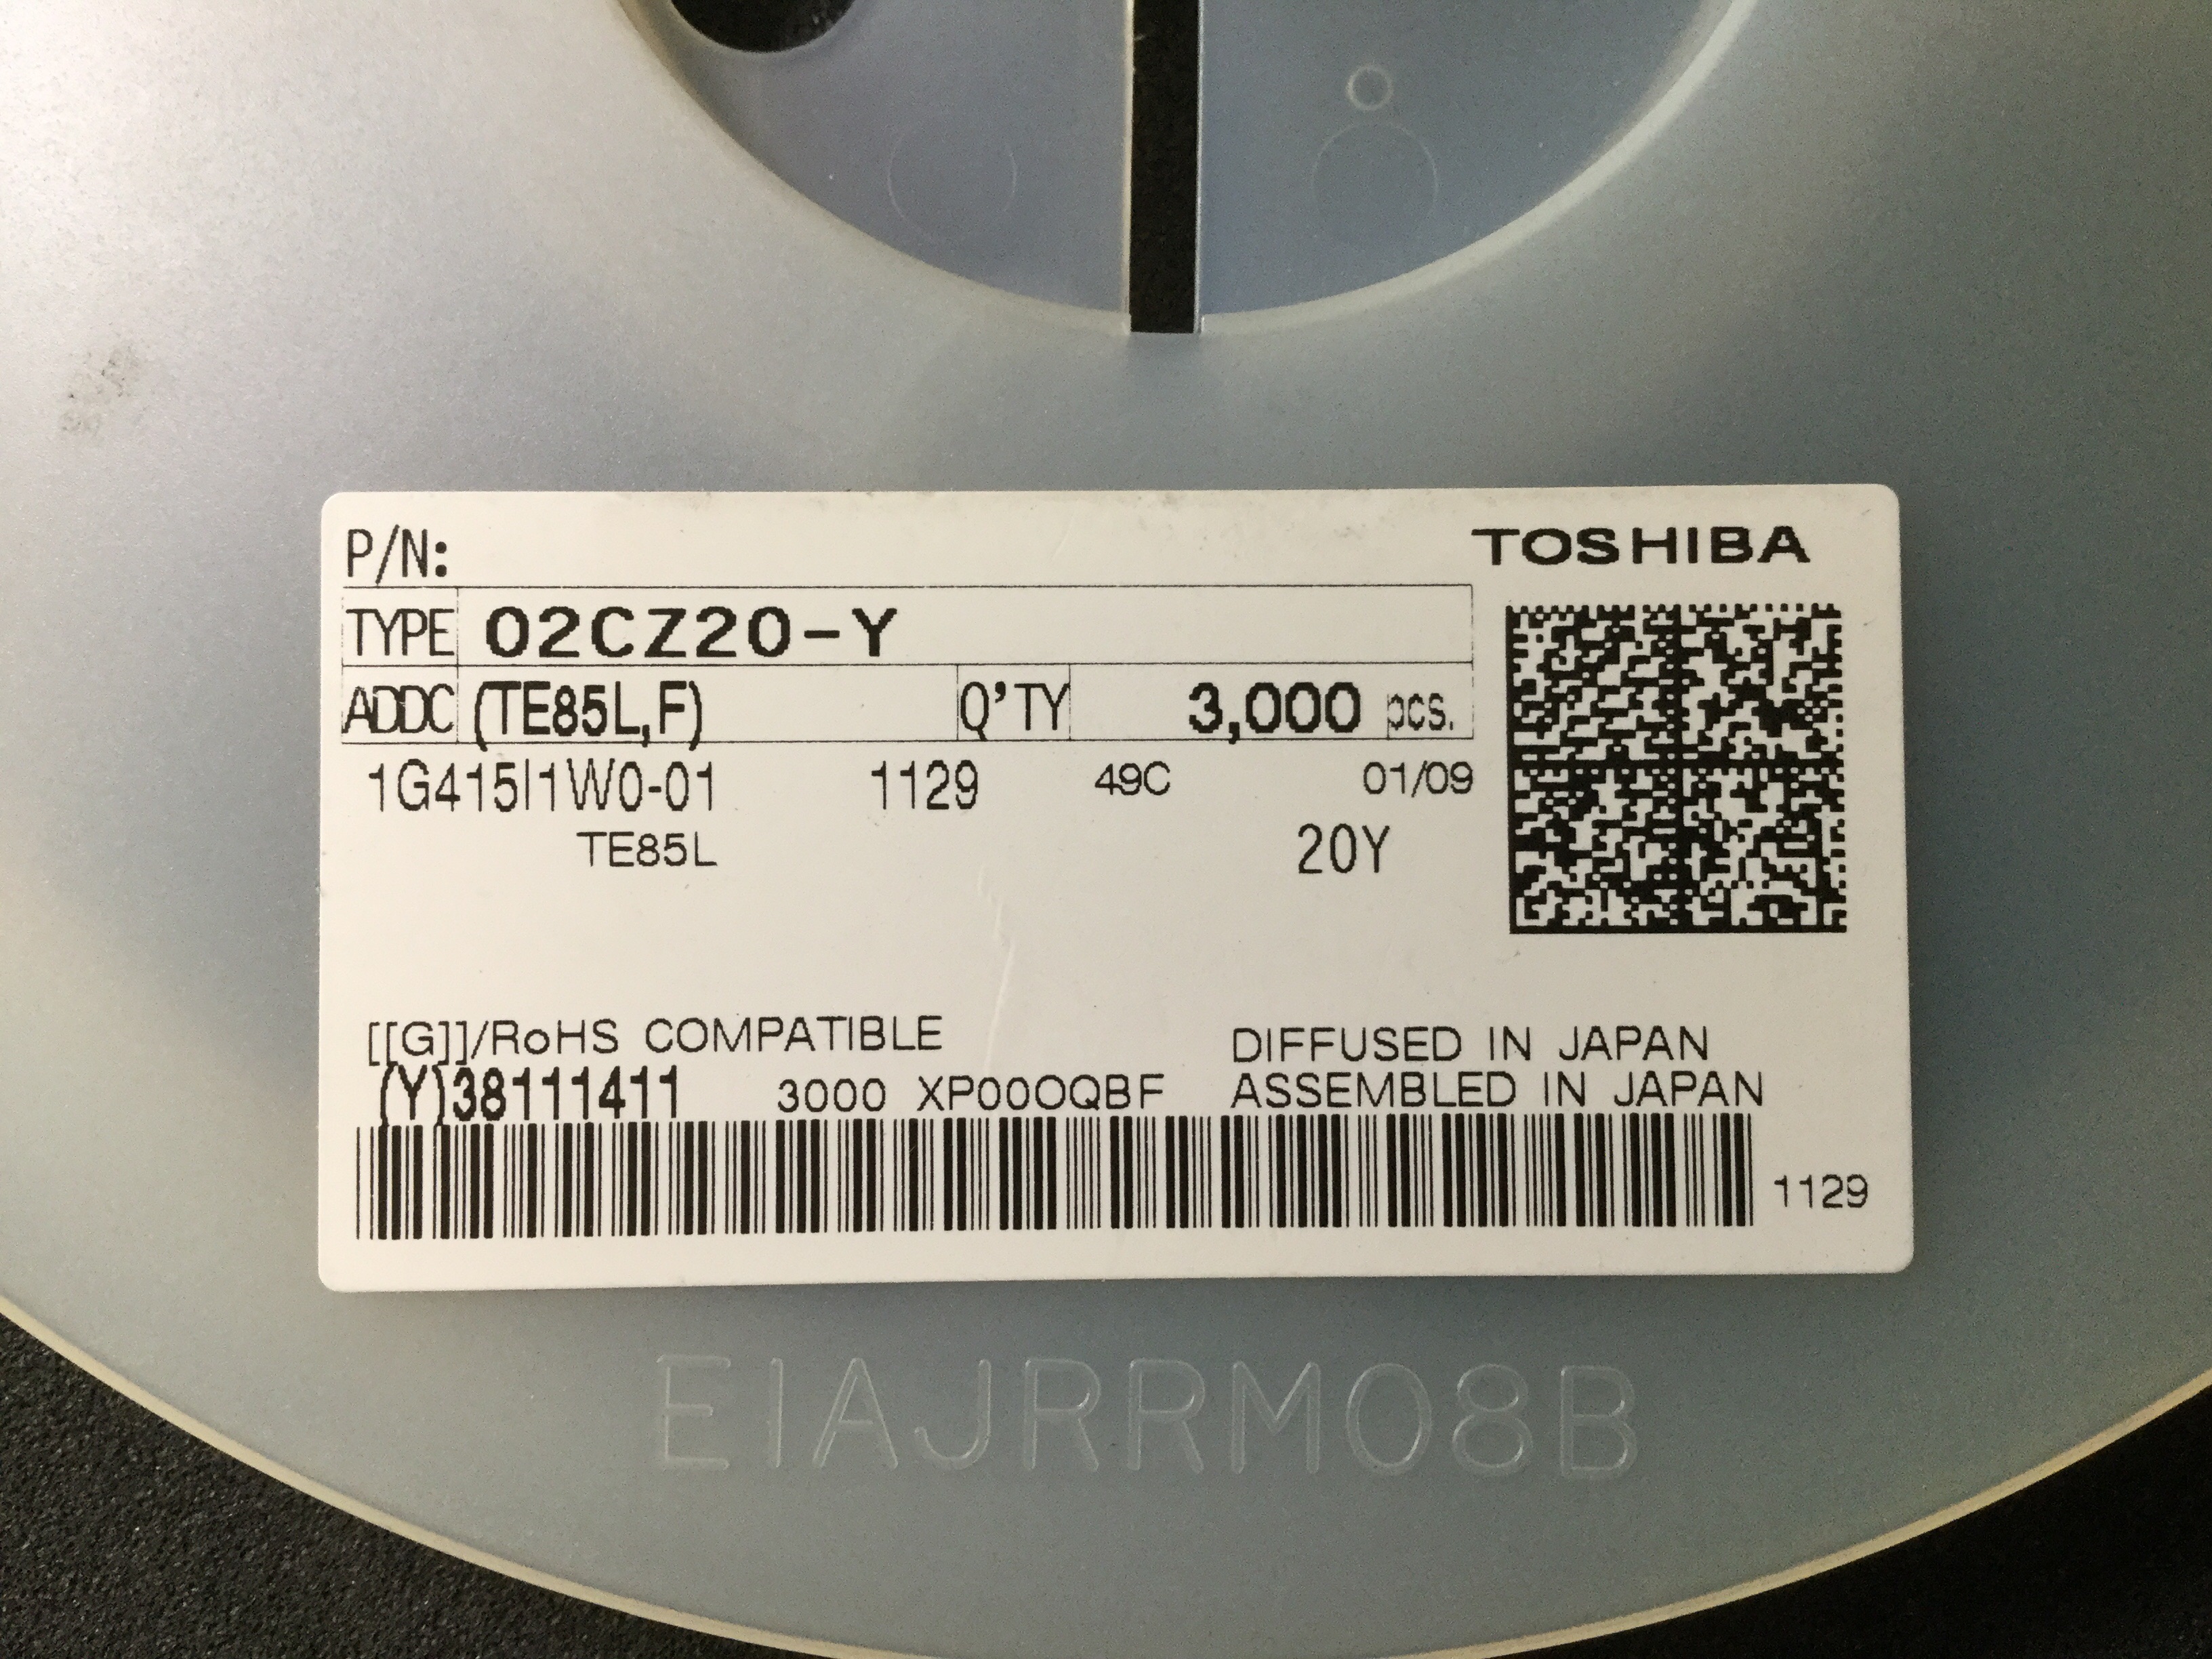 P/N:
TOSHIBA
TYPE 02CZ20-Y
ADDC (TE85L,F) Q'TY 3,000 pcs.
1G415I1W0-01 1129 49C 01/09
TE85L 20Y
[[G]]/RoHS COMPATIBLE DIFFUSED IN JAPAN
(Y)38111411 3000 XP00OQBF ASSEMBLED IN JAPAN
1129
EIAJRRM08B